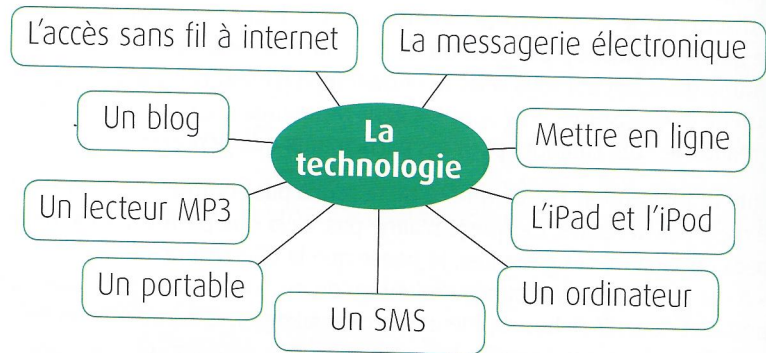 L'accès sans fil à internet
La messagerie électronique
Un blog
La
technologie
Mettre en ligne
Un lecteur MP3
L'iPad et l'iPod
Un portable
Un SMS
Un ordinateur